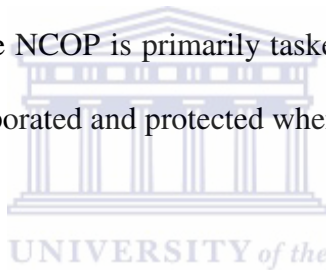 NCOP is primarily taske
porated and protected whe
UNIVERSITY of the